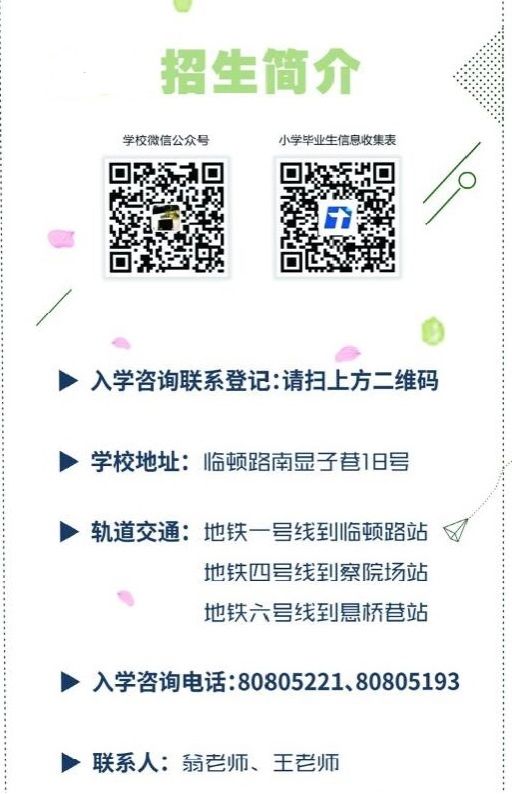 招生简介
学校微信公众号 小学毕业生信息收集表
▶ 入学咨询联系登记：请扫上方二维码
▶ 学校地址：临顿路南显子巷18号
▶ 轨道交通：地铁一号线到临顿路站
地铁四号线到察院场站
地铁六号线到悬桥巷站
▶ 入学咨询电话：80805221、80805193
▶ 联系人：翁老师、王老师